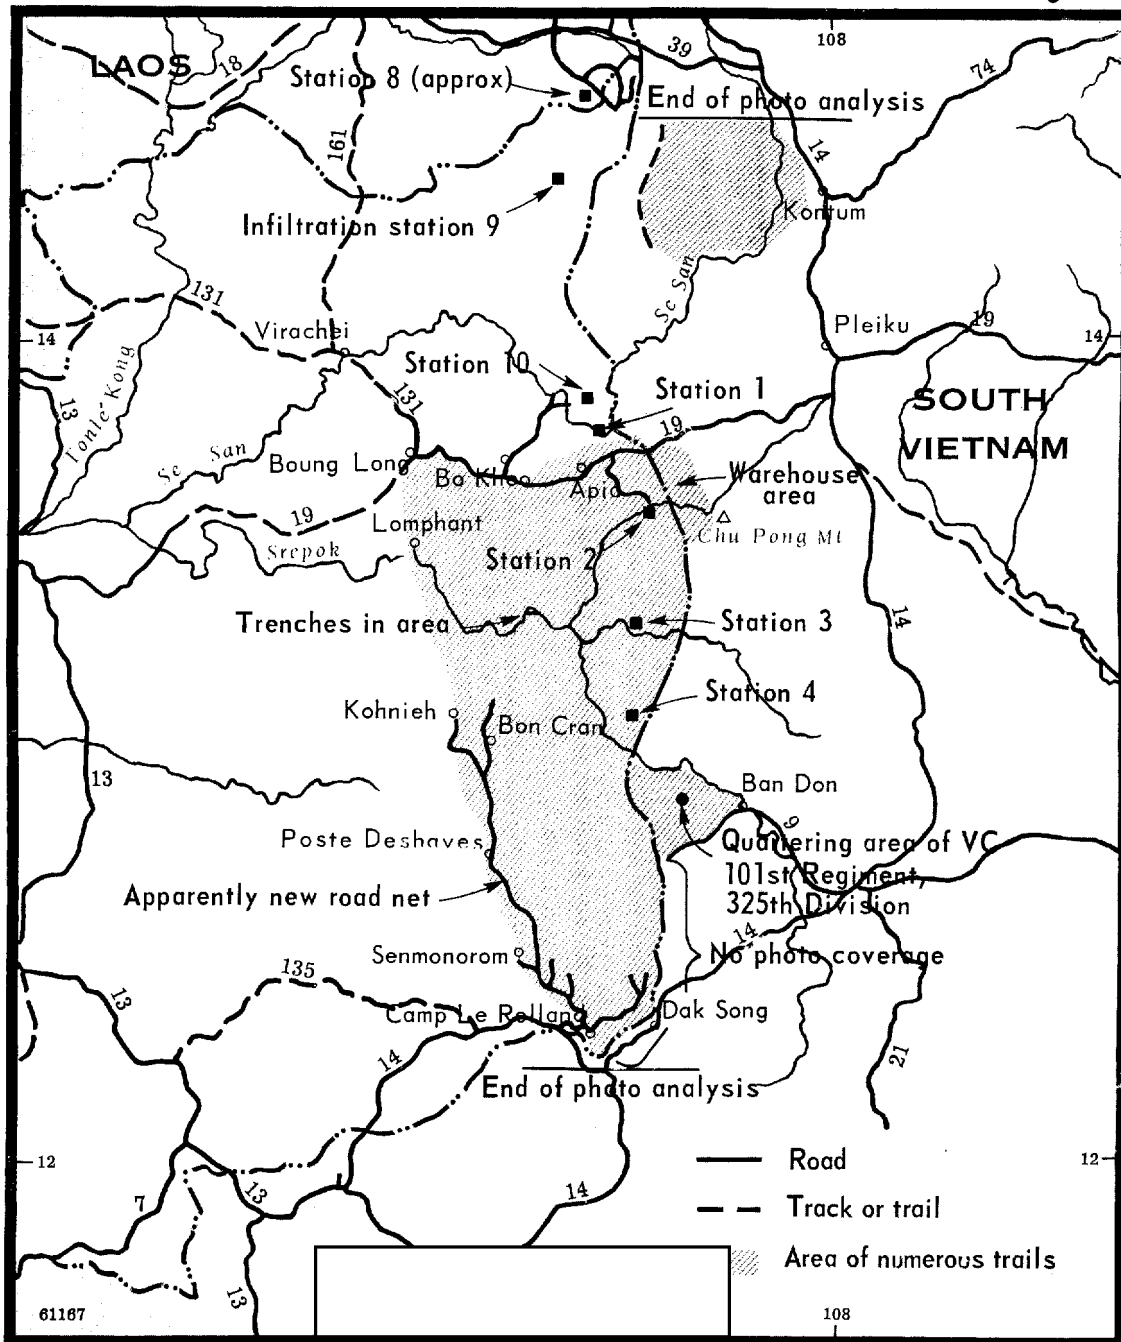 39
108
LAOS
18
74
Station 8 (approx)
End of photo analysis
161
14
Kontum
Infiltration station 9
Se San
131
Virachei
Pleiku
19
14
14
Station 10
Station 1
131
13
SOUTH
VIETNAM
Tonle Kong
19
Se San
Boung Long
Bo Kheo
Apia
Warehouse
area
19
Lomphant
Srepok
Chu Pong Mt
Station 2
Trenches in area
Station 3
14
Station 4
Kohnieh
Bon Cran
13
Ban Don
9
Poste Deshaves
Quartering area of VC
101st Regiment,
325th Division
Apparently new road net
14
No photo coverage
Senmonorom
135
13
Camp Le Rolland
Dak Song
14
21
End of photo analysis
12
12
Road
7
13
14
Track or trail
Area of numerous trails
13
61167
108